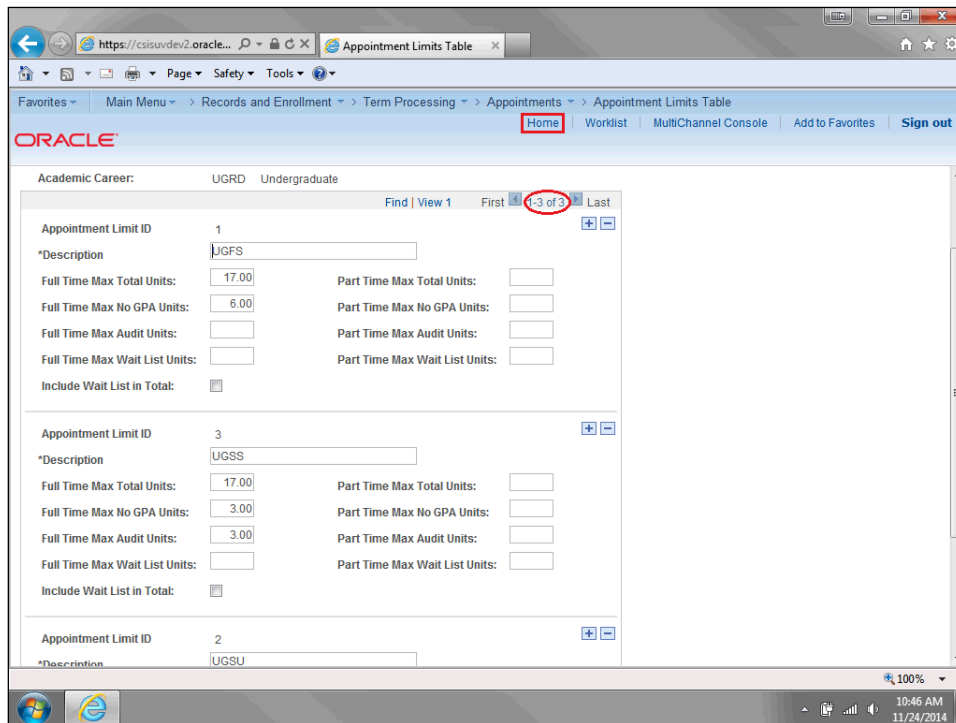 https://csisuvdev2.oracle... Appointment Limits Table
Page Safety Tools
Favorites Main Menu > Records and Enrollment > Term Processing > Appointments > Appointment Limits Table
Home Worklist MultiChannel Console Add to Favorites Sign out
ORACLE
Academic Career: UGRD Undergraduate
Find | View 1 First 1-3 of 3 Last
Appointment Limit ID 1
*Description UGFS
Full Time Max Total Units: 17.00 Part Time Max Total Units:
Full Time Max No GPA Units: 6.00 Part Time Max No GPA Units:
Full Time Max Audit Units: Part Time Max Audit Units:
Full Time Max Wait List Units: Part Time Max Wait List Units:
Include Wait List in Total:
Appointment Limit ID 3
*Description UGSS
Full Time Max Total Units: 17.00 Part Time Max Total Units:
Full Time Max No GPA Units: 3.00 Part Time Max No GPA Units:
Full Time Max Audit Units: 3.00 Part Time Max Audit Units:
Full Time Max Wait List Units: Part Time Max Wait List Units:
Include Wait List in Total:
Appointment Limit ID 2
*Description UGSU
100%
10:46 AM
11/24/2014